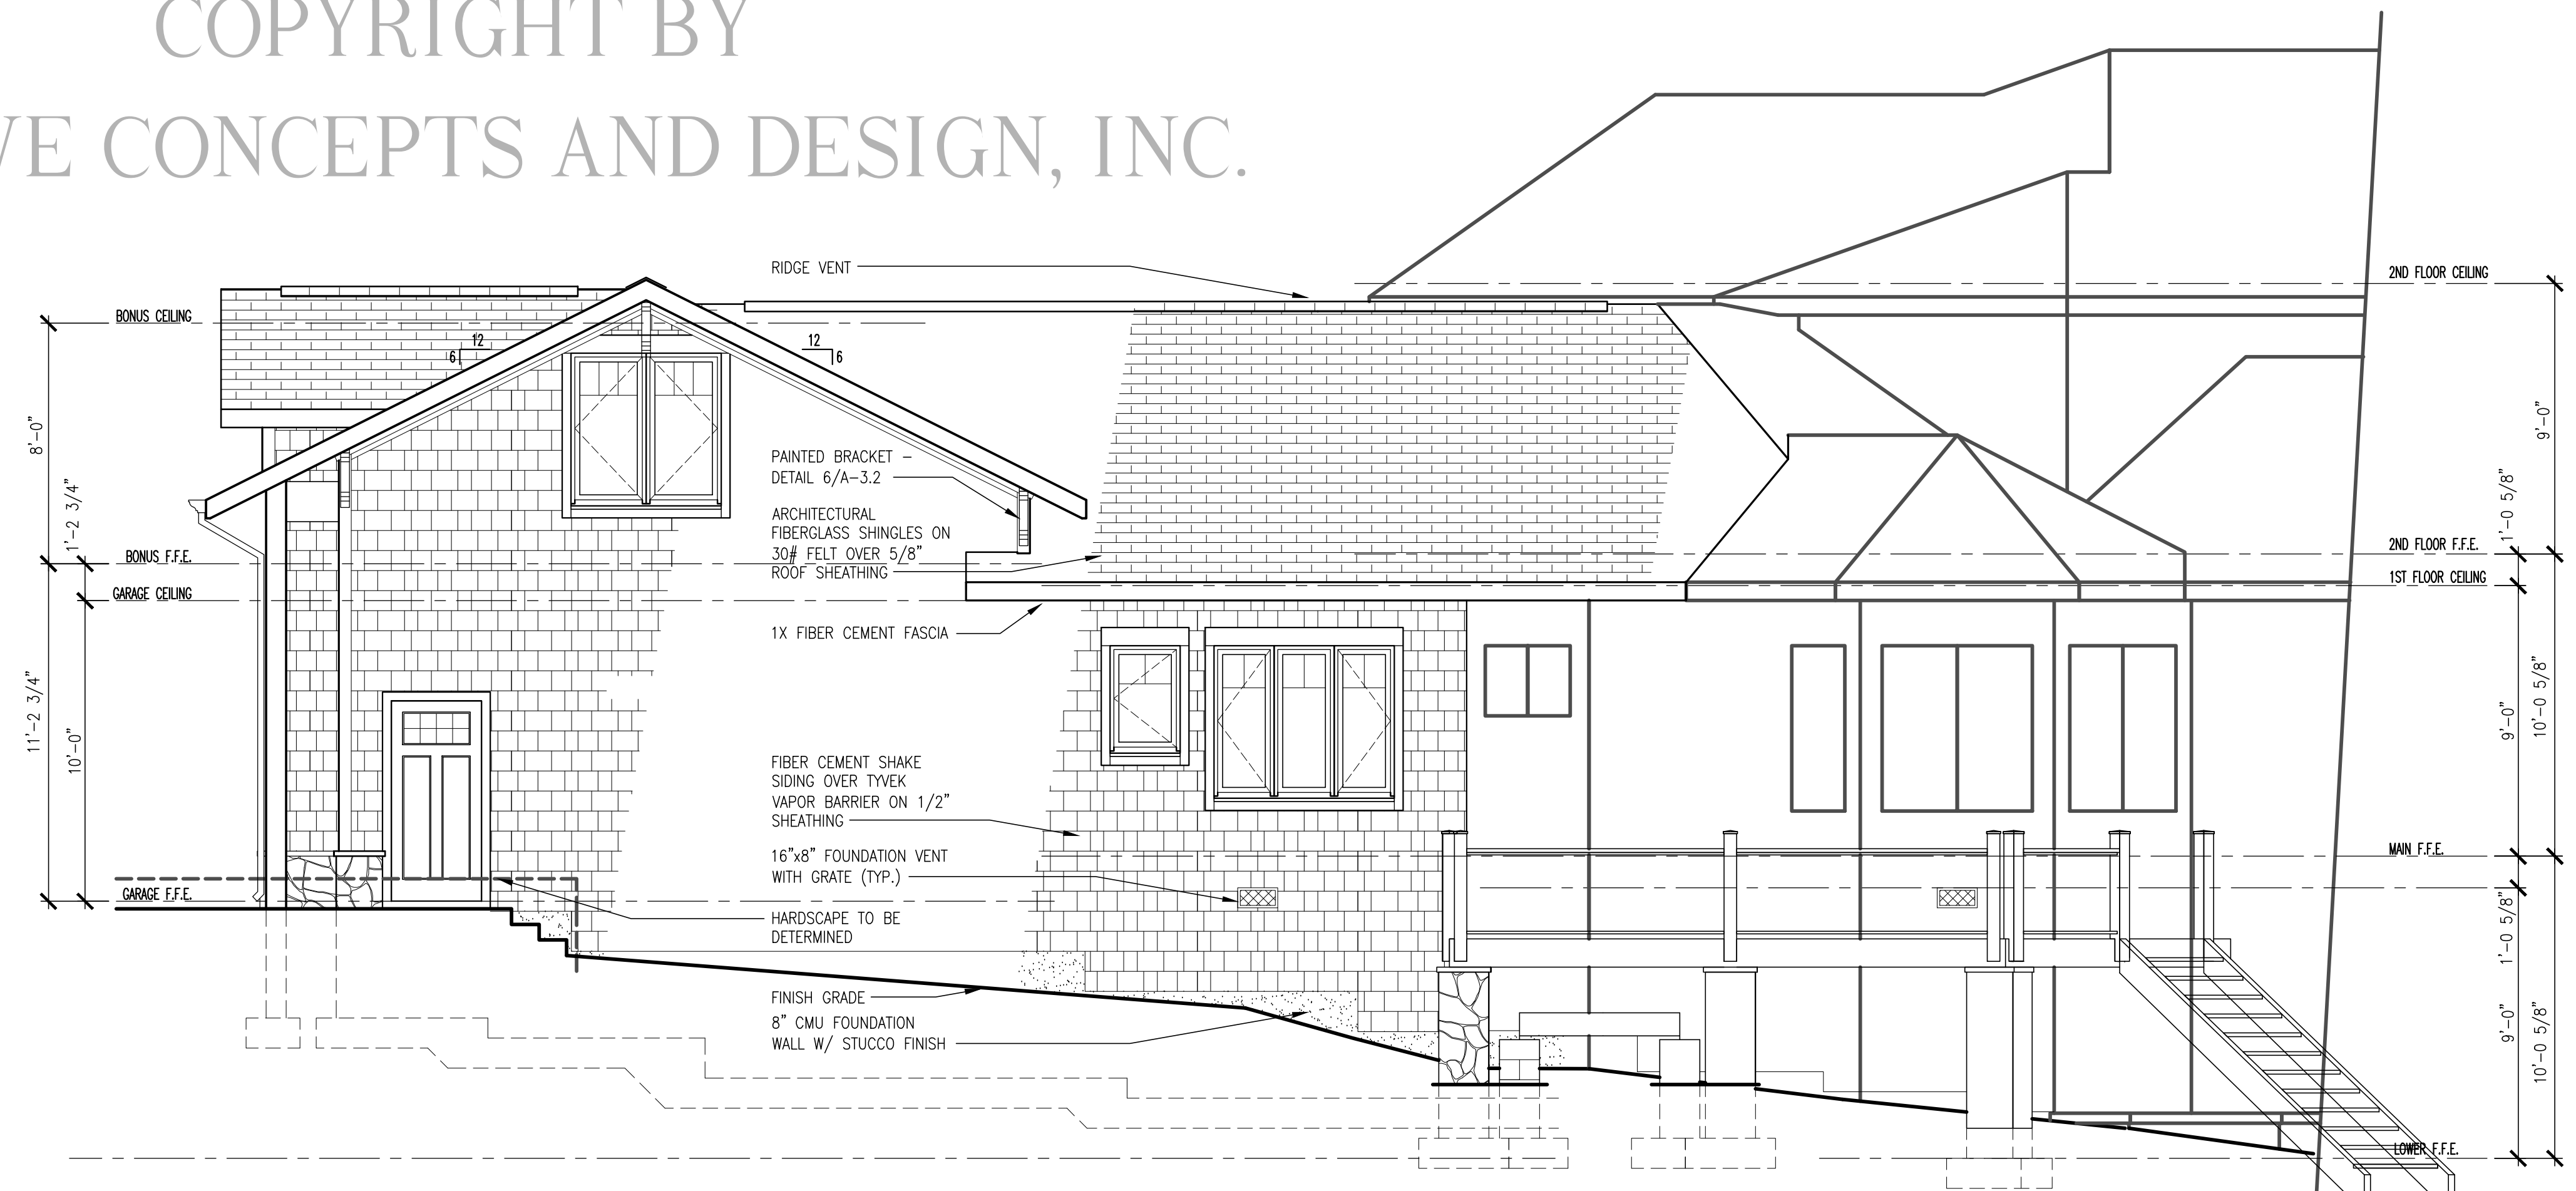 COPYRIGHT BY
VE CONCEPTS AND DESIGN, INC.
RIDGE VENT
2ND FLOOR CEILING
BONUS CEILING
12
6
12
6
8'-0"
9'-0"
PAINTED BRACKET –
DETAIL 6/A-3.2
1'-2 3/4"
1'-0 5/8"
ARCHITECTURAL
FIBERGLASS SHINGLES ON
30# FELT OVER 5/8"
ROOF SHEATHING
BONUS F.F.E.
2ND FLOOR F.F.E.
1ST FLOOR CEILING
GARAGE CEILING
1X FIBER CEMENT FASCIA
11'-2 3/4"
10'-0"
9'-0"
10'-0 5/8"
FIBER CEMENT SHAKE
SIDING OVER TYVEK
VAPOR BARRIER ON 1/2"
SHEATHING
16"x8" FOUNDATION VENT
WITH GRATE (TYP.)
MAIN F.F.E.
GARAGE F.F.E.
HARDSCAPE TO BE
DETERMINED
1'-0 5/8"
FINISH GRADE
8" CMU FOUNDATION
WALL W/ STUCCO FINISH
9'-0"
10'-0 5/8"
LOWER F.F.E.